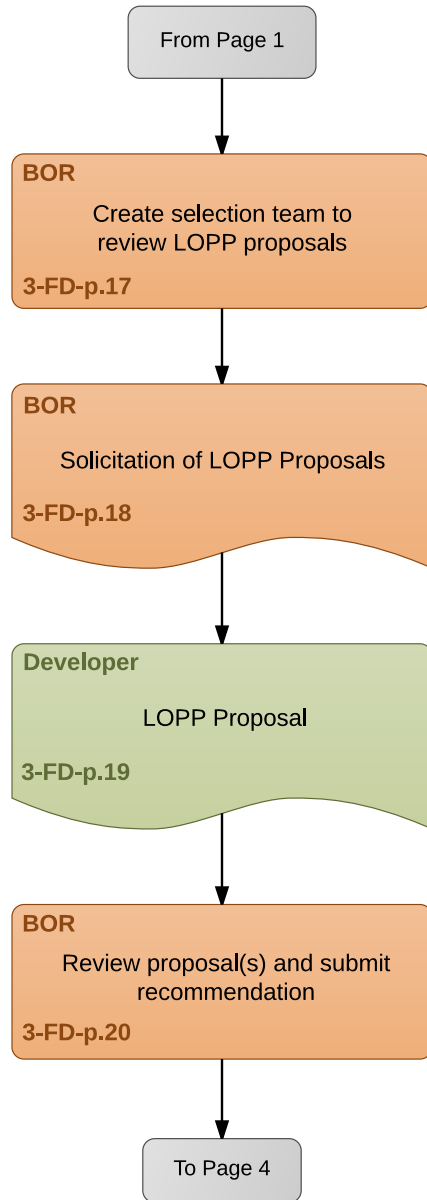 From Page 1
BOR
Create selection team to
review LOPP proposals
3-FD-p.17
BOR
Solicitation of LOPP Proposals
3-FD-p.18
Developer
LOPP Proposal
3-FD-p.19
BOR
Review proposal(s) and submit
recommendation
3-FD-p.20
To Page 4